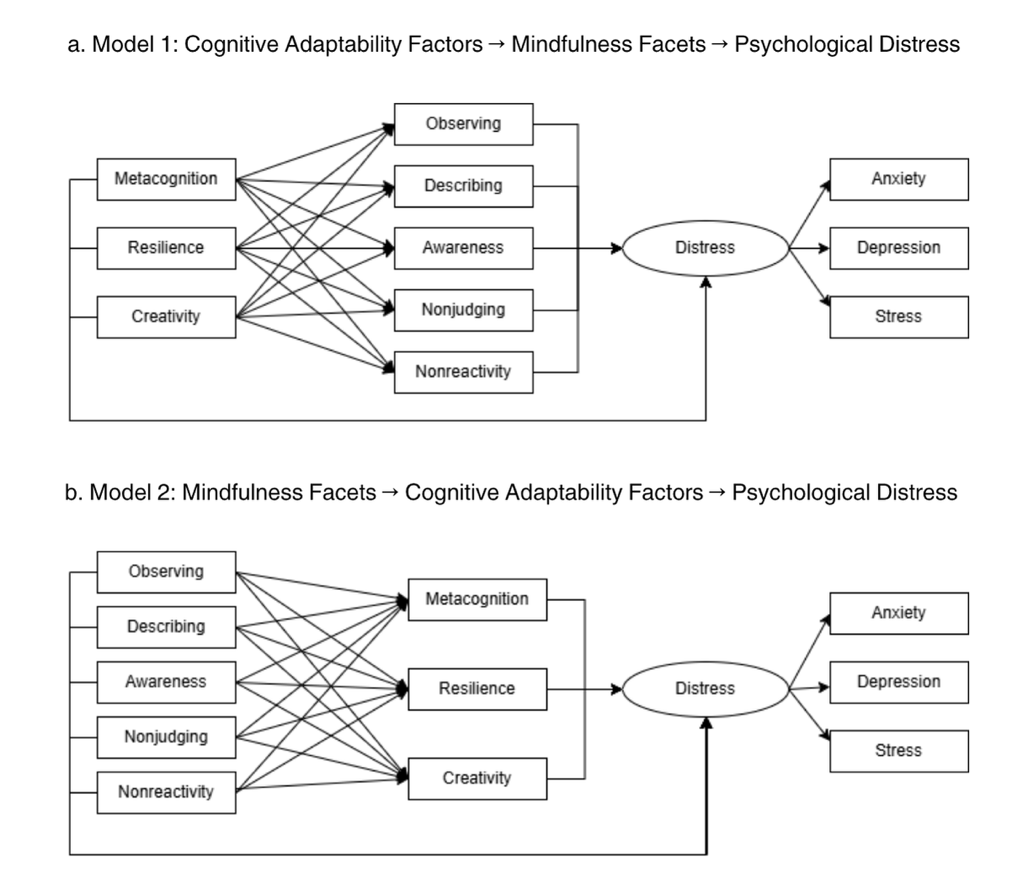 a. Model 1: Cognitive Adaptability Factors → Mindfulness Facets → Psychological Distress
Observing
Metacognition
Describing
Anxiety
Resilience
Awareness
Distress
Depression
Creativity
Nonjudging
Stress
Nonreactivity
b. Model 2: Mindfulness Facets → Cognitive Adaptability Factors → Psychological Distress
Observing
Metacognition
Anxiety
Describing
Awareness
Resilience
Distress
Depression
Nonjudging
Stress
Creativity
Nonreactivity